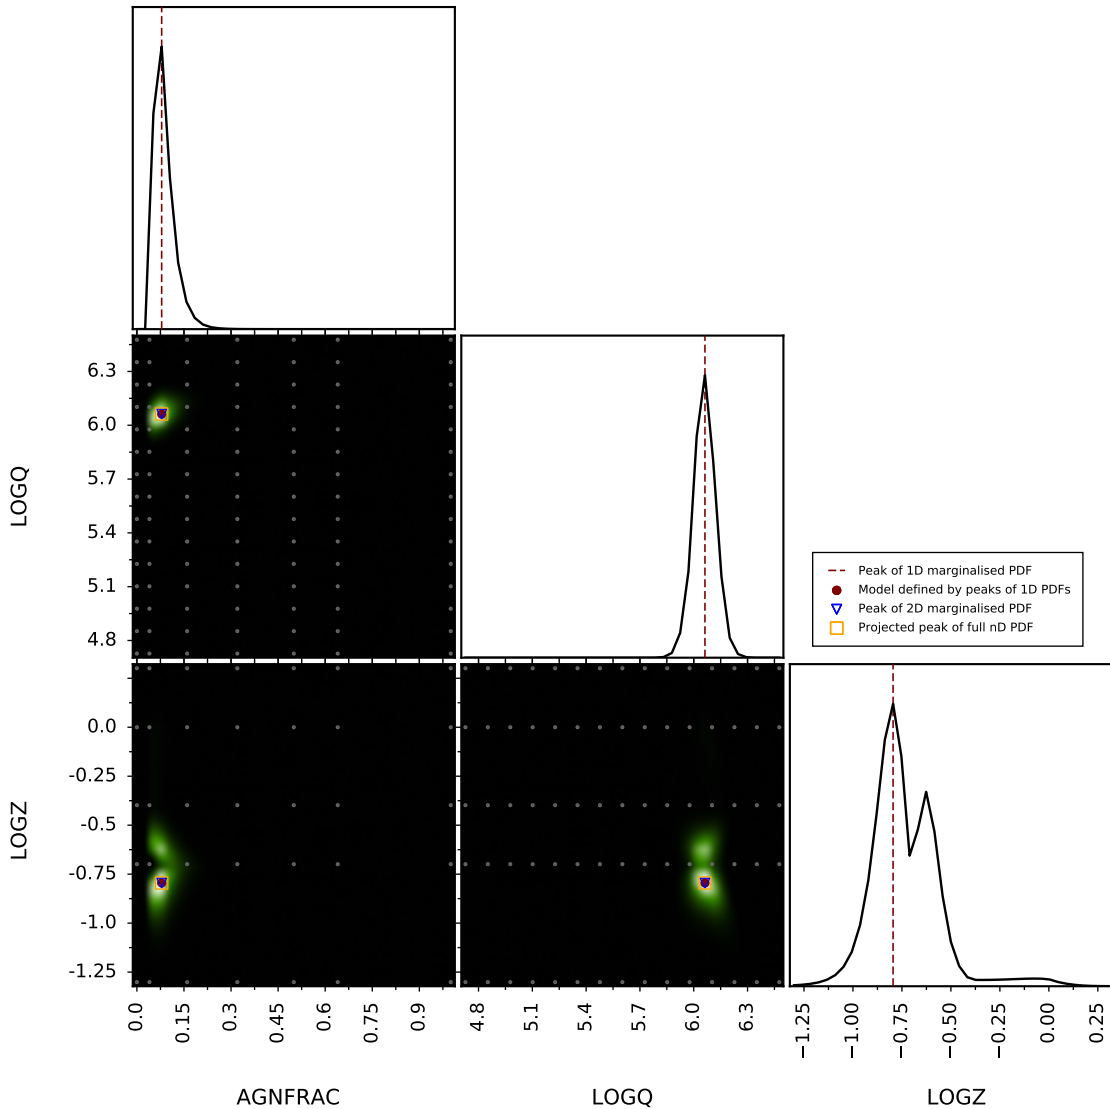 6.3
6.0
5.7
5.4
5.1
4.8
LOGQ
Peak of 1D marginalised PDF
Model defined by peaks of 1D PDFs
Peak of 2D marginalised PDF
Projected peak of full nD PDF
0.0
-0.25
-0.5
-0.75
-1.0
-1.25
LOGZ
0.0 0.15 0.3 0.45 0.6 0.75 0.9
4.8 5.1 5.4 5.7 6.0 6.3
−1.25 −1.00 −0.75 −0.50 −0.25 0.00 0.25
AGNFRAC LOGQ LOGZ